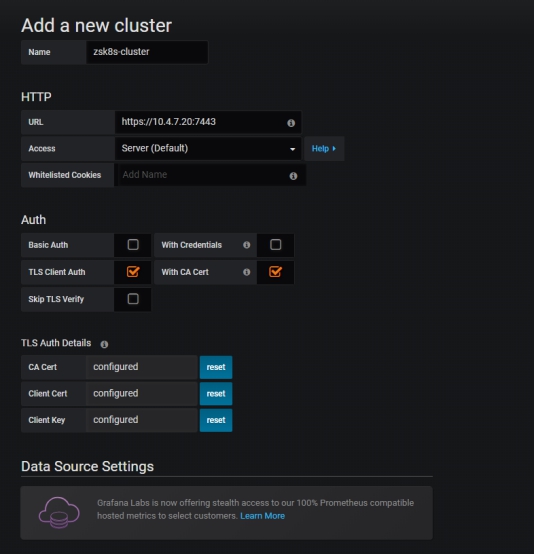 Add a new cluster
Name zsk8s-cluster
HTTP
URL https://10.4.7.20:7443
Access Server (Default) Help
Whitelisted Cookies Add Name
Auth
Basic Auth With Credentials
TLS Client Auth With CA Cert
Skip TLS Verify
TLS Auth Details
CA Cert configured reset
Client Cert configured reset
Client Key configured reset
Data Source Settings
Grafana Labs is now offering stealth access to our 100% Prometheus compatible
hosted metrics to select customers. Learn More